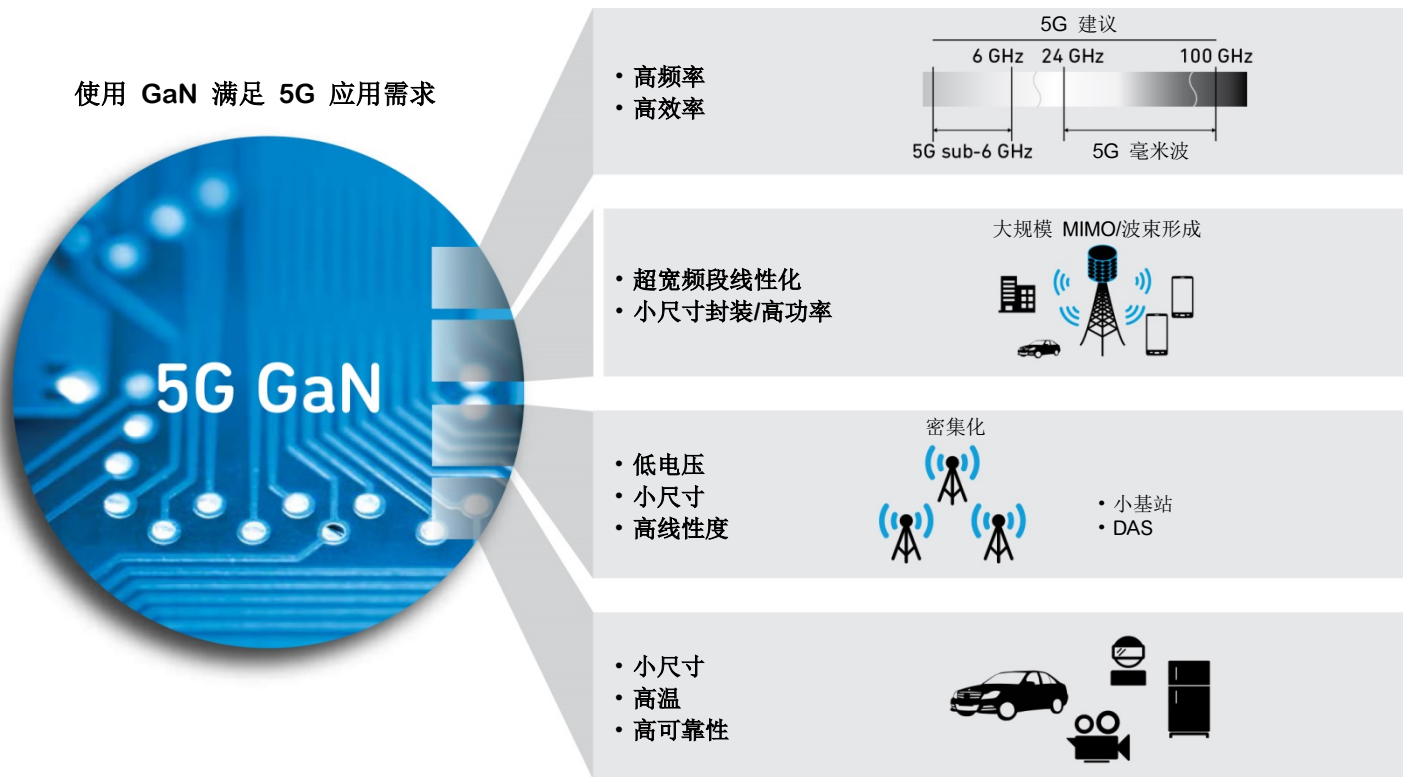 使用 GaN 满足 5G 应用需求
5G GaN
• 高频率
• 高效率
5G 建议
6 GHz 24 GHz 100 GHz
5G sub-6 GHz 5G 毫米波
• 超宽频段线性化
• 小尺寸封装/高功率
大规模 MIMO/波束形成
• 低电压
• 小尺寸
• 高线性度
密集化
• 小基站
• DAS
• 小尺寸
• 高温
• 高可靠性